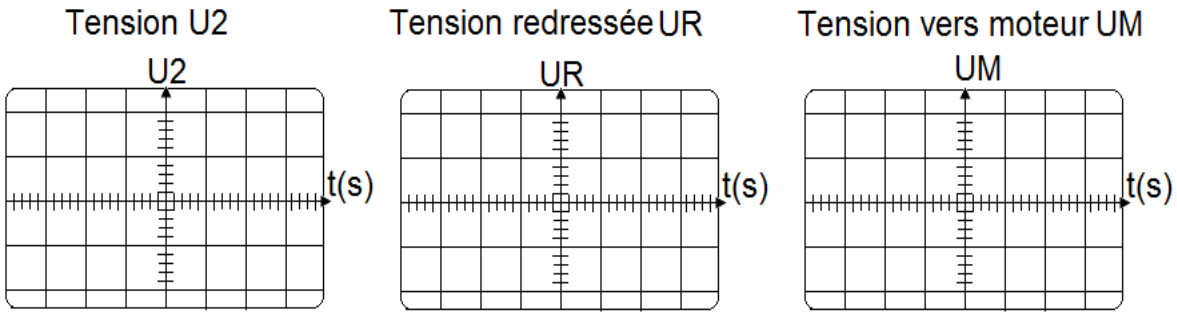 Tension U2
Tension redressée UR
Tension vers moteur UM
U2
UR
UM
t(s)
t(s)
t(s)